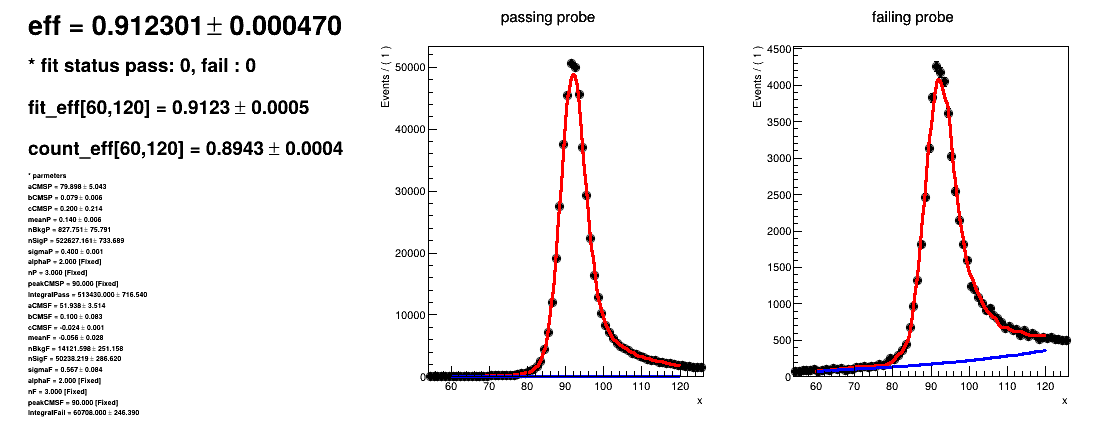 eff = 0.912301 ± 0.000470
* fit status pass: 0, fail : 0
fit_eff[60,120] = 0.9123 ± 0.0005
count_eff[60,120] = 0.8943 ± 0.0004
* parmeters
aCMSP = 79.898 ± 5.043
bCMSP = 0.079 ± 0.006
cCMSP = 0.200 ± 0.214
meanP = 0.140 ± 0.006
nBkgP = 827.751 ± 75.791
nSigP = 522627.161 ± 733.689
sigmaP = 0.400 ± 0.001
alphaP = 2.000 [Fixed]
nP = 3.000 [Fixed]
peakCMSP = 90.000 [Fixed]
integralPass = 513430.000 ± 716.540
aCMSF = 51.938 ± 3.514
bCMSF = 0.100 ± 0.083
cCMSF = -0.024 ± 0.001
meanF = -0.056 ± 0.028
nBkgF = 14121.598 ± 251.158
nSigF = 50238.219 ± 286.620
sigmaF = 0.567 ± 0.084
alphaF = 2.000 [Fixed]
nF = 3.000 [Fixed]
peakCMSF = 90.000 [Fixed]
integralFail = 60708.000 ± 246.390
passing probe
Events / ( 1 )
50000
40000
30000
20000
10000
0
60 70 80 90 100 110 120
x
failing probe
Events / ( 1 )
4500
4000
3500
3000
2500
2000
1500
1000
500
0
60 70 80 90 100 110 120
x